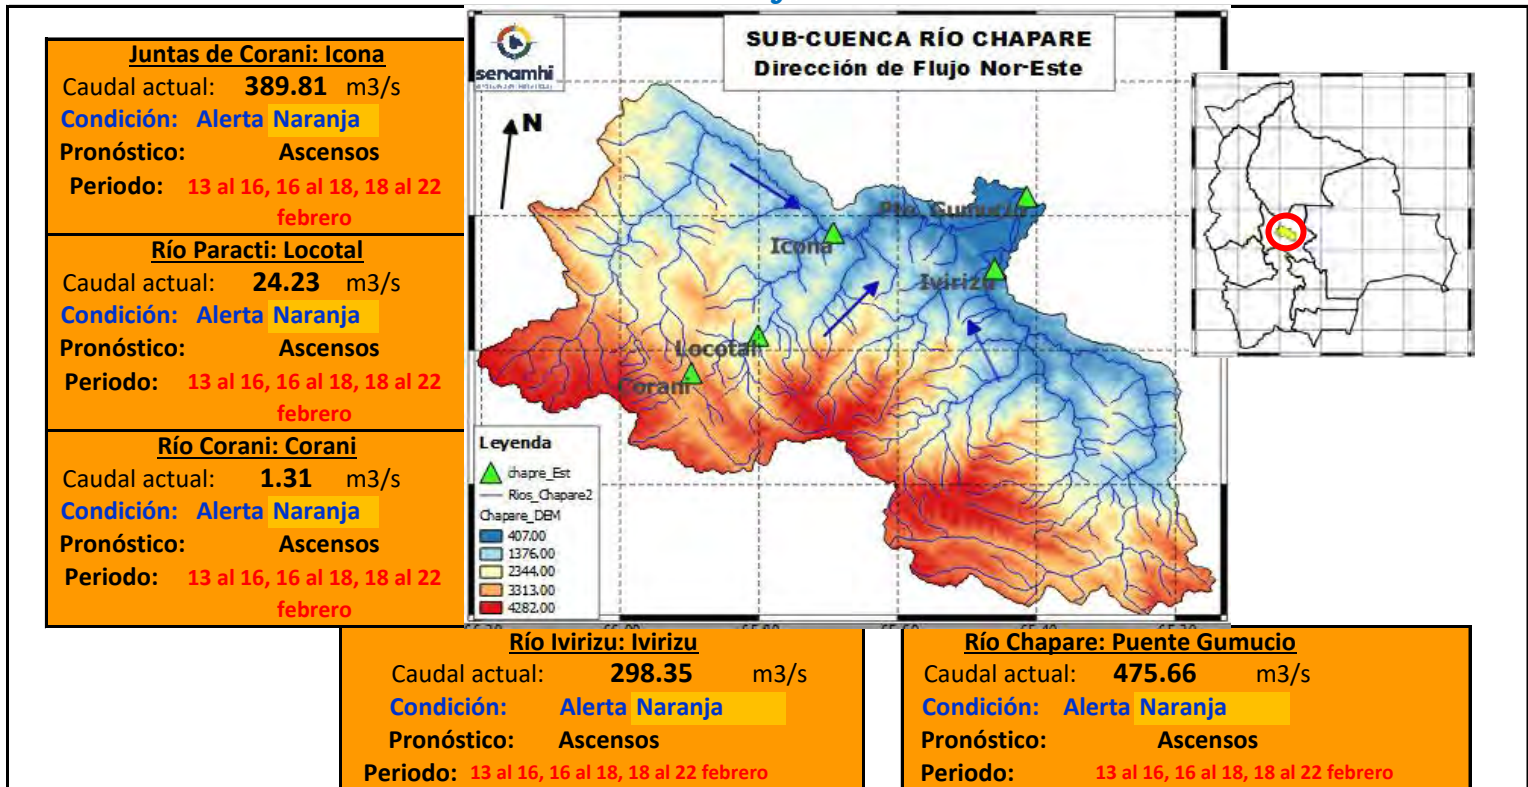 Juntas de Corani: Icona
Caudal actual: 389.81 m3/s
Condición: Alerta Naranja
Pronóstico: Ascensos
Periodo: 13 al 16, 16 al 18, 18 al 22
febrero
Río Paracti: Locotal
Caudal actual: 24.23 m3/s
Condición: Alerta Naranja
Pronóstico: Ascensos
Periodo: 13 al 16, 16 al 18, 18 al 22
febrero
Río Corani: Corani
Caudal actual: 1.31 m3/s
Condición: Alerta Naranja
Pronóstico: Ascensos
Periodo: 13 al 16, 16 al 18, 18 al 22
febrero
senamhi
SUB-CUENCA RÍO CHAPARE
Dirección de Flujo Nor-Este
N
Pte. Gumucio
Icona
Ivirizu
Locotal
Corani
Leyenda
chapre_Est
Rios_Chapare2
Chapare_DEM
407.00
1376.00
2344.00
3313.00
4282.00
Río Ivirizu: Ivirizu
Caudal actual: 298.35 m3/s
Condición: Alerta Naranja
Pronóstico: Ascensos
Periodo: 13 al 16, 16 al 18, 18 al 22 febrero
Río Chapare: Puente Gumucio
Caudal actual: 475.66 m3/s
Condición: Alerta Naranja
Pronóstico: Ascensos
Periodo: 13 al 16, 16 al 18, 18 al 22 febrero